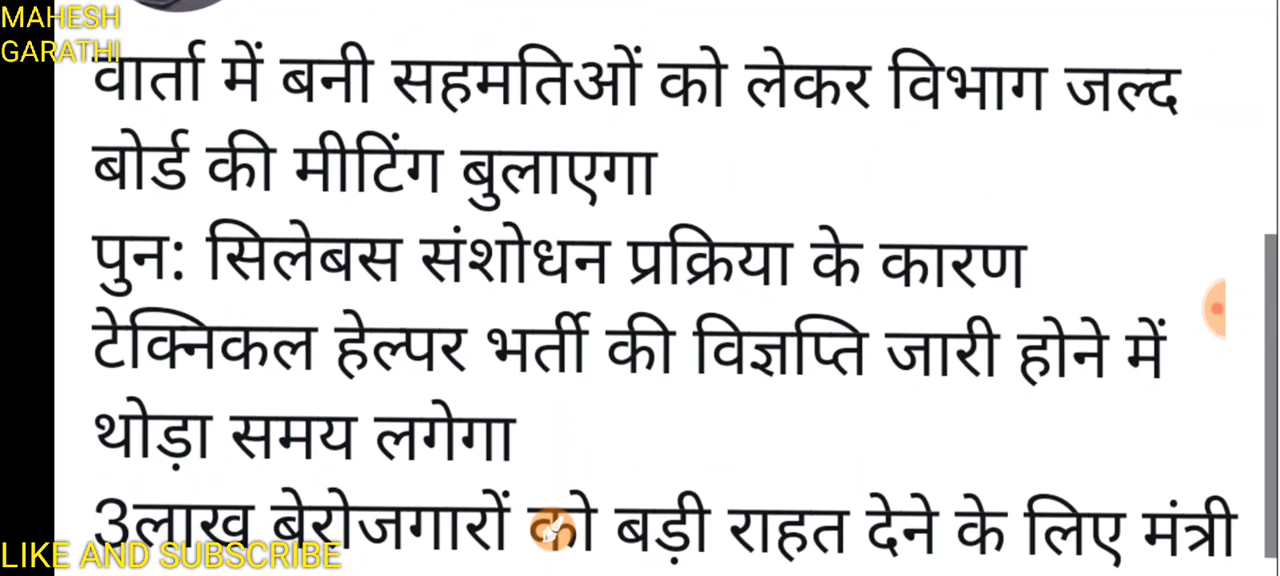 MAHESH
GARATHI
वार्ता में बनी सहमतिओं को लेकर विभाग जल्द
बोर्ड की मीटिंग बुलाएगा
पुन: सिलेबस संशोधन प्रक्रिया के कारण
टेक्निकल हेल्पर भर्ती की विज्ञप्ति जारी होने में
थोड़ा समय लगेगा
3लाख बेरोजगारों को बड़ी राहत देने के लिए मंत्री
LIKE AND SUBSCRIBE